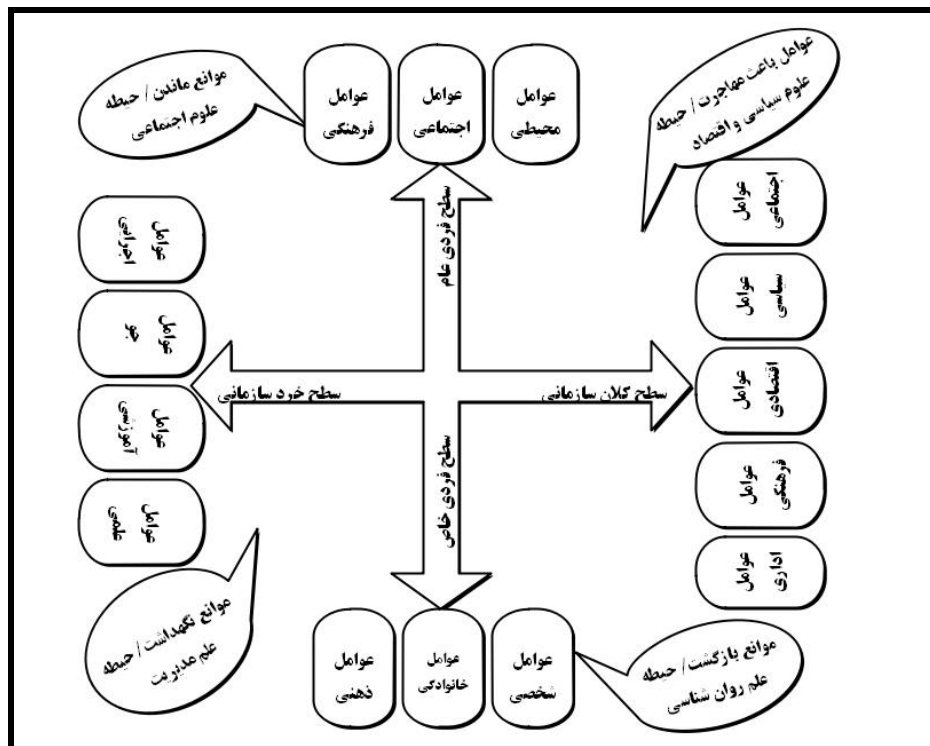 عوامل باعث مهاجرت/ حیطه
علوم سیاسی و اقتصاد
عوامل
محیطی
عوامل
اجتماعی
عوامل
فرهنگی
موانع ماندن/ حیطه
علوم اجتماعی
سطح فردی عام
عوامل
اجتماعی
عوامل
سیاسی
عوامل
اقتصادی
عوامل
فرهنگی
عوامل
اداری
سطح کلان سازمانی
سطح خرد سازمانی
عوامل
اجرایی
عوامل
جو
عوامل
آموزشی
عوامل
علمی
سطح فردی خاص
موانع نگهداشت/ حیطه
علم مدیریت
عوامل
شخصی
عوامل
خانوادگی
عوامل
ذهنی
موانع بازگشت/ حیطه
علم روان شناسی